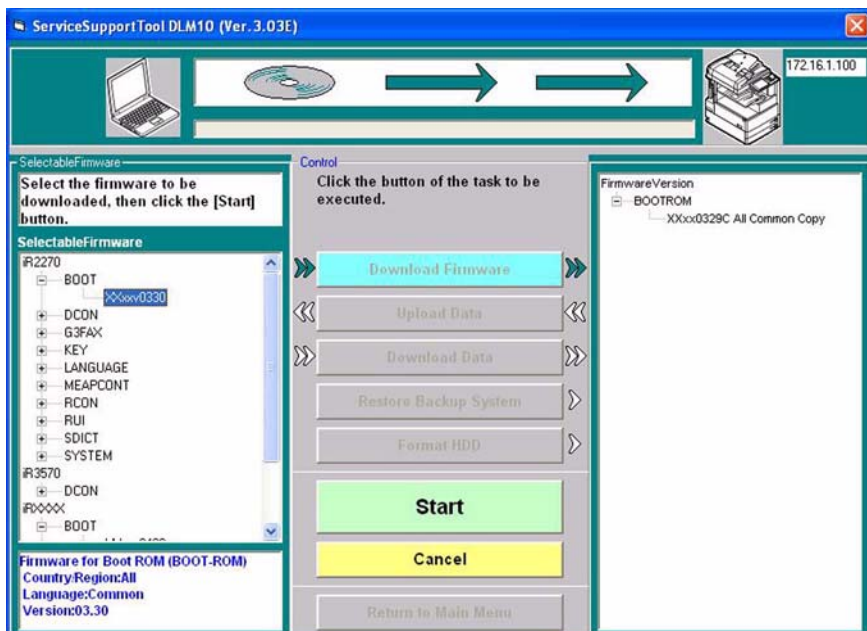 ServiceSupportTool DLM10 (Ver.3.03E)
172.16.1.100
SelectableFirmware
Select the firmware to be
downloaded, then click the [Start]
button.
SelectableFirmware
iR2270
BOOT
XXxxv0330
DCON
G3FAX
KEY
LANGUAGE
MEAPCONT
RCON
RUI
SDICT
SYSTEM
iR3570
DCON
iRXXXX
BOOT
Firmware for Boot ROM (BOOT-ROM)
Country:Region:All
Language:Common
Version:03.30
Control
Click the button of the task to be
executed.
Download Firmware
Upload Data
Download Data
Restore Backup System
Format HDD
Start
Cancel
Return to Main Menu
FirmwareVersion
BOOTROM
XXxx0329C All Common Copy